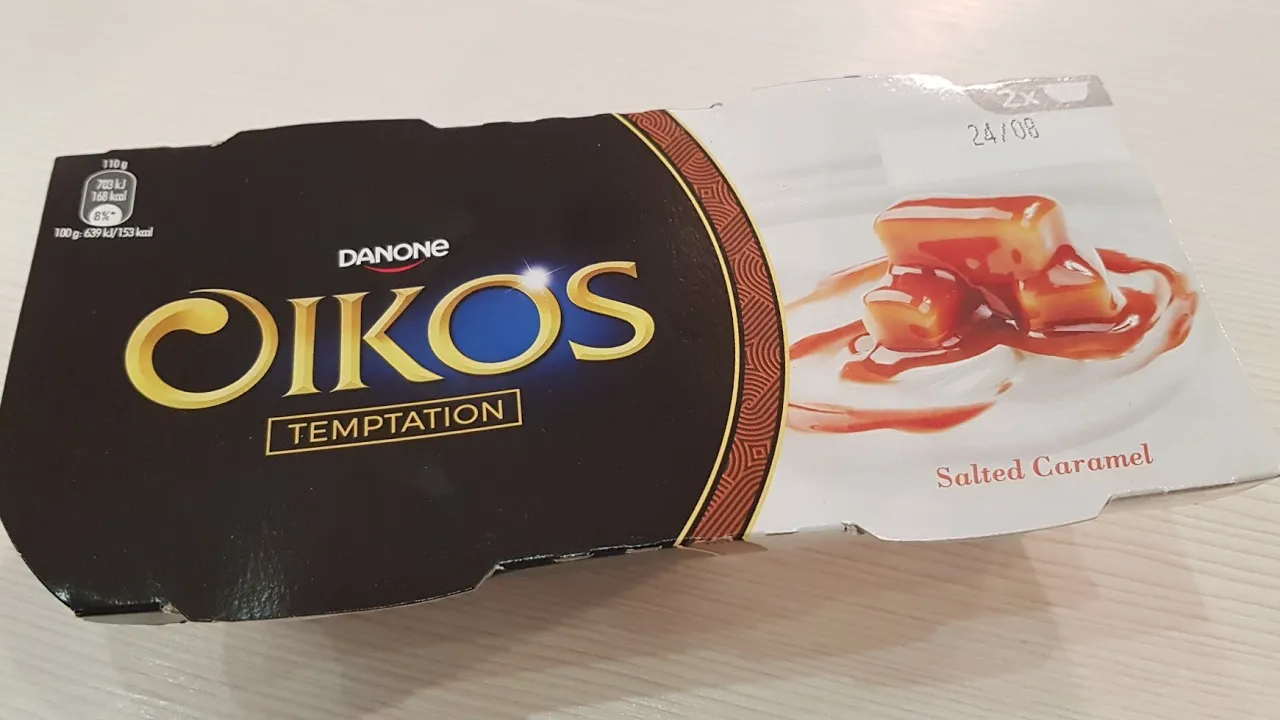 110 g
703 kJ
168 kcal
8%*
100 g: 639 kJ/153 kcal
DANONE
OIKOS
TEMPTATION
2x
24/08
Salted Caramel